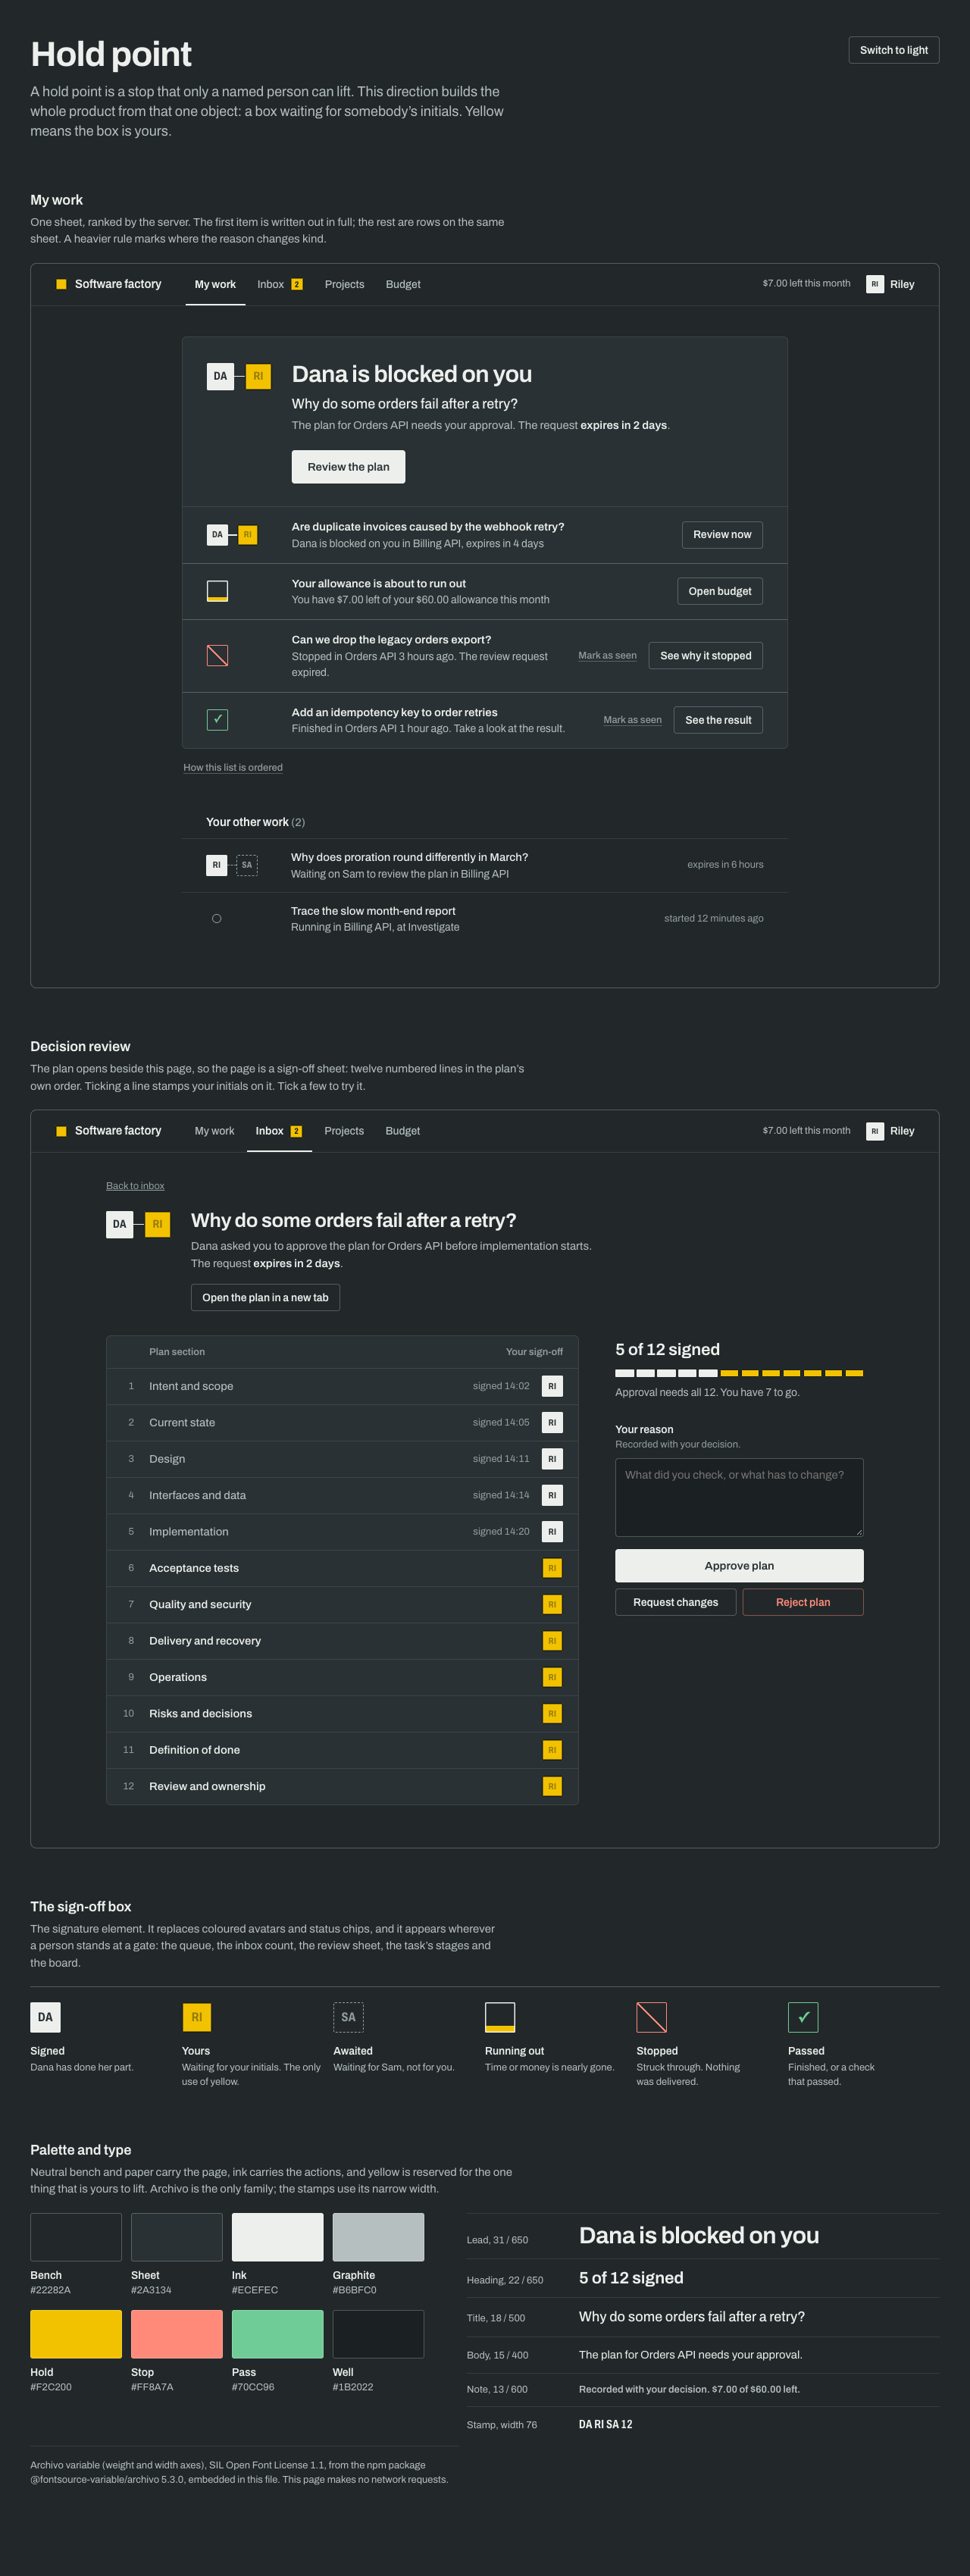 Hold point
Switch to light
A hold point is a stop that only a named person can lift. This direction builds the
whole product from that one object: a box waiting for somebody’s initials. Yellow
means the box is yours.
My work
One sheet, ranked by the server. The first item is written out in full; the rest are rows on the same
sheet. A heavier rule marks where the reason changes kind.
Software factory
My work
Inbox 2
Projects
Budget
$7.00 left this month
RI Riley
DA RI
Dana is blocked on you
Why do some orders fail after a retry?
The plan for Orders API needs your approval. The request expires in 2 days.
Review the plan
DA RI
Are duplicate invoices caused by the webhook retry?
Dana is blocked on you in Billing API, expires in 4 days
Review now
Your allowance is about to run out
You have $7.00 left of your $60.00 allowance this month
Open budget
Can we drop the legacy orders export?
Stopped in Orders API 3 hours ago. The review request
expired.
Mark as seen
See why it stopped
Add an idempotency key to order retries
Finished in Orders API 1 hour ago. Take a look at the result.
Mark as seen
See the result
How this list is ordered
Your other work (2)
RI SA
Why does proration round differently in March?
Waiting on Sam to review the plan in Billing API
expires in 6 hours
Trace the slow month-end report
Running in Billing API, at Investigate
started 12 minutes ago
Decision review
The plan opens beside this page, so the page is a sign-off sheet: twelve numbered lines in the plan’s
own order. Ticking a line stamps your initials on it. Tick a few to try it.
Software factory
My work
Inbox 2
Projects
Budget
$7.00 left this month
RI Riley
Back to inbox
DA RI
Why do some orders fail after a retry?
Dana asked you to approve the plan for Orders API before implementation starts.
The request expires in 2 days.
Open the plan in a new tab
Plan section
Your sign-off
1 Intent and scope signed 14:02 RI
2 Current state signed 14:05 RI
3 Design signed 14:11 RI
4 Interfaces and data signed 14:14 RI
5 Implementation signed 14:20 RI
6 Acceptance tests RI
7 Quality and security RI
8 Delivery and recovery RI
9 Operations RI
10 Risks and decisions RI
11 Definition of done RI
12 Review and ownership RI
5 of 12 signed
Approval needs all 12. You have 7 to go.
Your reason
Recorded with your decision.
What did you check, or what has to change?
Approve plan
Request changes
Reject plan
The sign-off box
The signature element. It replaces coloured avatars and status chips, and it appears wherever
a person stands at a gate: the queue, the inbox count, the review sheet, the task’s stages and
the board.
DA
Signed
Dana has done her part.
RI
Yours
Waiting for your initials. The only
use of yellow.
SA
Awaited
Waiting for Sam, not for you.
Running out
Time or money is nearly gone.
Stopped
Struck through. Nothing
was delivered.
Passed
Finished, or a check
that passed.
Palette and type
Neutral bench and paper carry the page, ink carries the actions, and yellow is reserved for the one
thing that is yours to lift. Archivo is the only family; the stamps use its narrow width.
Bench
#22282A
Sheet
#2A3134
Ink
#ECEFEC
Graphite
#B6BFC0
Hold
#F2C200
Stop
#FF8A7A
Pass
#70CC96
Well
#1B2022
Lead, 31 / 650
Dana is blocked on you
Heading, 22 / 650
5 of 12 signed
Title, 18 / 500
Why do some orders fail after a retry?
Body, 15 / 400
The plan for Orders API needs your approval.
Note, 13 / 600
Recorded with your decision. $7.00 of $60.00 left.
Stamp, width 76
DA RI SA 12
Archivo variable (weight and width axes), SIL Open Font License 1.1, from the npm package
@fontsource-variable/archivo 5.3.0, embedded in this file. This page makes no network requests.